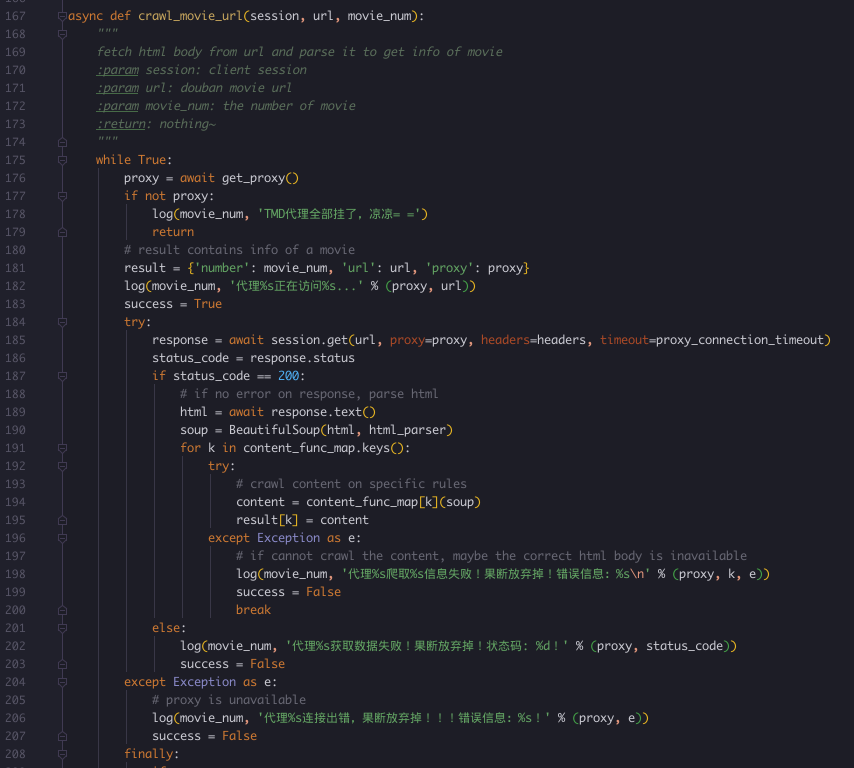 167 async def crawl_movie_url(session, url, movie_num):
168     """
169     fetch html body from url and parse it to get info of movie
170     :param session: client session
171     :param url: douban movie url
172     :param movie_num: the number of movie
173     :return: nothing~
174     """
175     while True:
176         proxy = await get_proxy()
177         if not proxy:
178             log(movie_num, 'TMD代理全部挂了，凉凉= =')
179             return
180         # result contains info of a movie
181         result = {'number': movie_num, 'url': url, 'proxy': proxy}
182         log(movie_num, '代理%s正在访问%s...' % (proxy, url))
183         success = True
184         try:
185             response = await session.get(url, proxy=proxy, headers=headers, timeout=proxy_connection_timeout)
186             status_code = response.status
187             if status_code == 200:
188                 # if no error on response, parse html
189                 html = await response.text()
190                 soup = BeautifulSoup(html, html_parser)
191                 for k in content_func_map.keys():
192                     try:
193                         # crawl content on specific rules
194                         content = content_func_map[k](soup)
195                         result[k] = content
196                     except Exception as e:
197                         # if cannot crawl the content, maybe the correct html body is inavailable
198                         log(movie_num, '代理%s爬取%s信息失败！果断放弃掉！错误信息: %s\n' % (proxy, k, e))
199                         success = False
200                         break
201             else:
202                 log(movie_num, '代理%s获取数据失败！果断放弃掉！状态码: %d！' % (proxy, status_code))
203                 success = False
204         except Exception as e:
205             # proxy is unavailable
206             log(movie_num, '代理%s连接出错，果断放弃掉！！！错误信息: %s！' % (proxy, e))
207             success = False
208         finally: